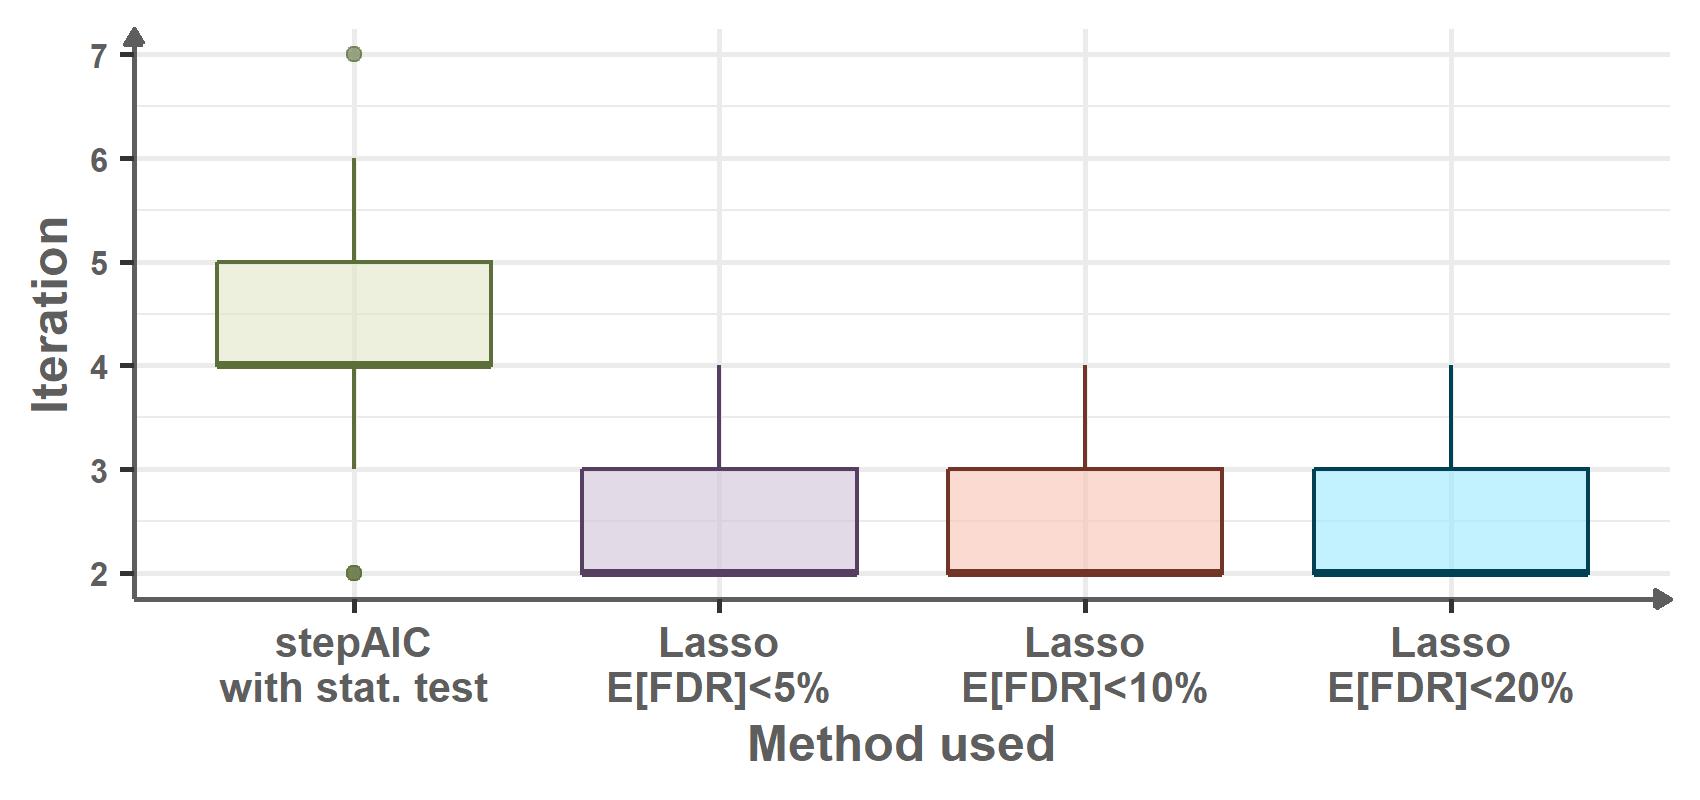 7
6
5
4
3
2
Iteration
stepAIC
with stat. test
Lasso
E[FDR]<5%
Lasso
E[FDR]<10%
Lasso
E[FDR]<20%
Method used